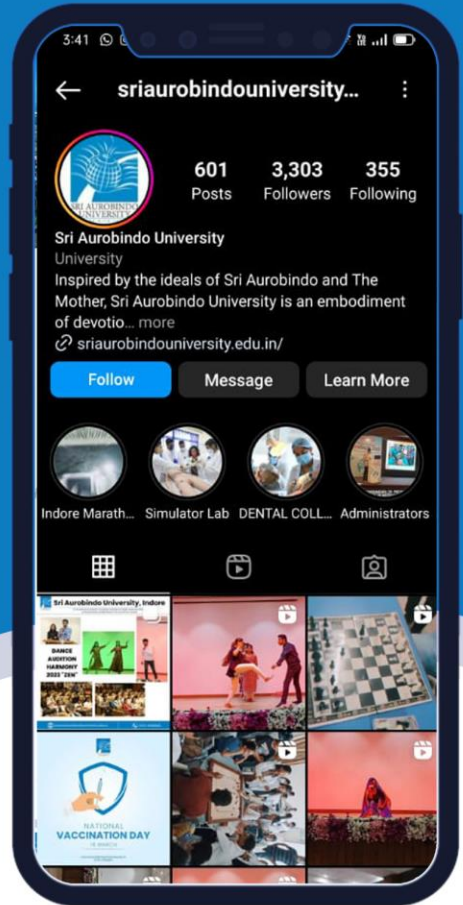 3:41
sriaurobindouniversity...
601
3,303
355
Posts
Followers
Following
SRI AUROBINDO
UNIVERSITY
Sri Aurobindo University
University
Inspired by the ideals of Sri Aurobindo and The
Mother, Sri Aurobindo University is an embodiment
of devotio... more
sriaurobindouniversity.edu.in/
Follow
Message
Learn More
Indore Marath...
Simulator Lab
DENTAL COLL...
Administrators
Sri Aurobindo University, Indore
DANCE
AUDITION
HARMONY
2023 "ZEN"
NATIONAL
VACCINATION DAY
16 MARCH